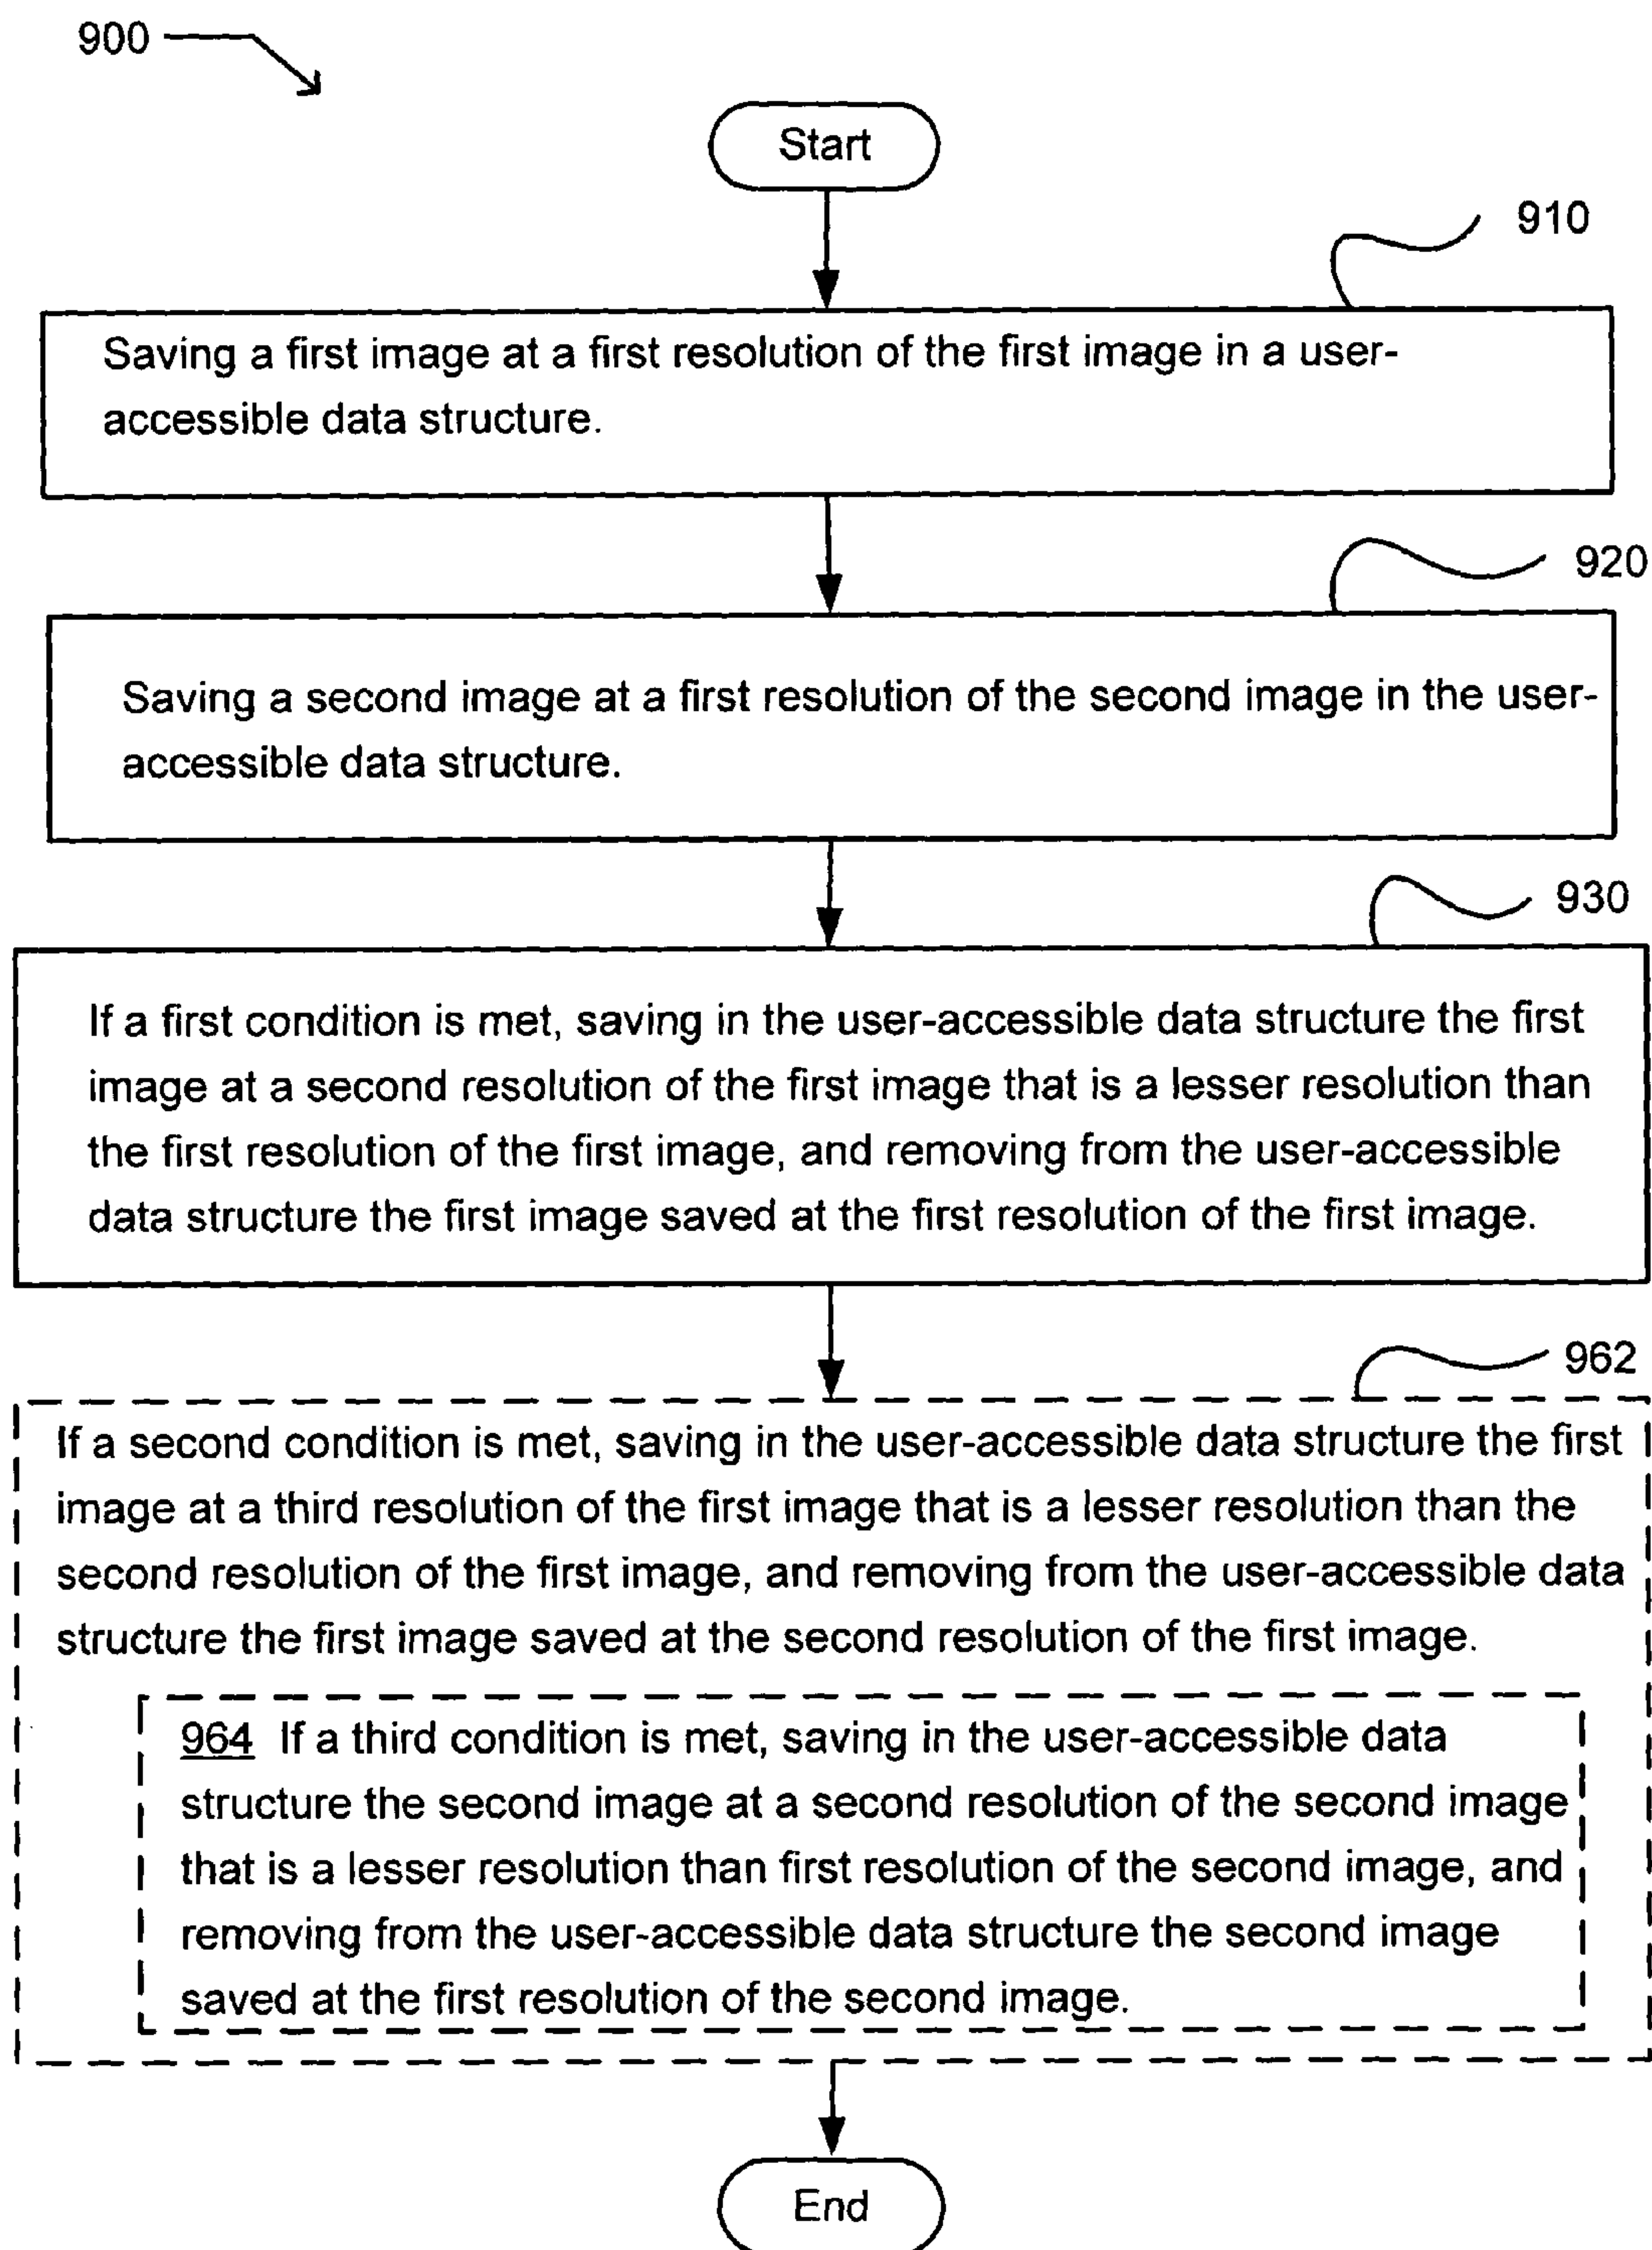 900
Start
910
Saving a first image at a first resolution of the first image in a user-
accessible data structure.
920
Saving a second image at a first resolution of the second image in the user-
accessible data structure.
930
If a first condition is met, saving in the user-accessible data structure the first
image at a second resolution of the first image that is a lesser resolution than
the first resolution of the first image, and removing from the user-accessible
data structure the first image saved at the first resolution of the first image.
962
If a second condition is met, saving in the user-accessible data structure the first
image at a third resolution of the first image that is a lesser resolution than the
second resolution of the first image, and removing from the user-accessible data
structure the first image saved at the second resolution of the first image.
964 If a third condition is met, saving in the user-accessible data
structure the second image at a second resolution of the second image
that is a lesser resolution than first resolution of the second image, and
removing from the user-accessible data structure the second image
saved at the first resolution of the second image.
End